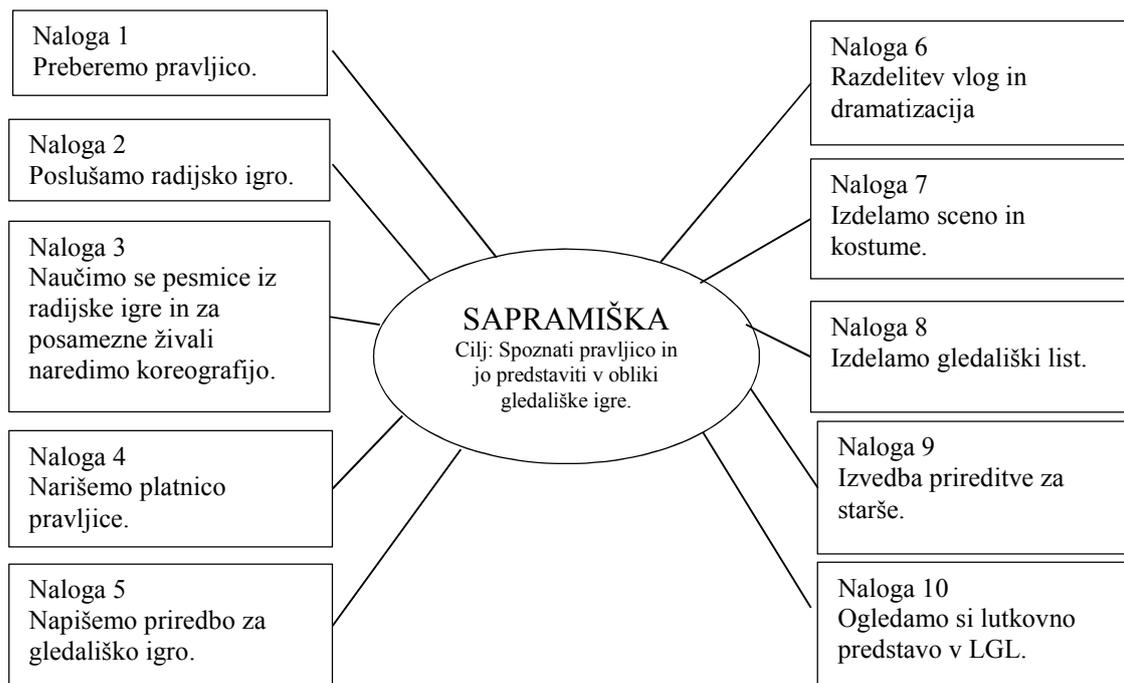 Naloga 1
Preberemo pravljico.
Naloga 2
Poslušamo radijsko igro.
Naloga 3
Naučimo se pesmice iz
radijske igre in za
posamezne živali
naredimo koreografijo.
Naloga 4
Narišemo platnico
pravljice.
Naloga 5
Napišemo priredbo za
gledališko igro.
SAPRAMIŠKA
Cilj: Spoznati pravljico in
jo predstaviti v obliki
gledališke igre.
Naloga 6
Razdelitev vlog in
dramatizacija
Naloga 7
Izdelamo sceno in
kostume.
Naloga 8
Izdelamo gledališki list.
Naloga 9
Izvedba prireditve za
starše.
Naloga 10
Ogledamo si lutkovno
predstavo v LGL.